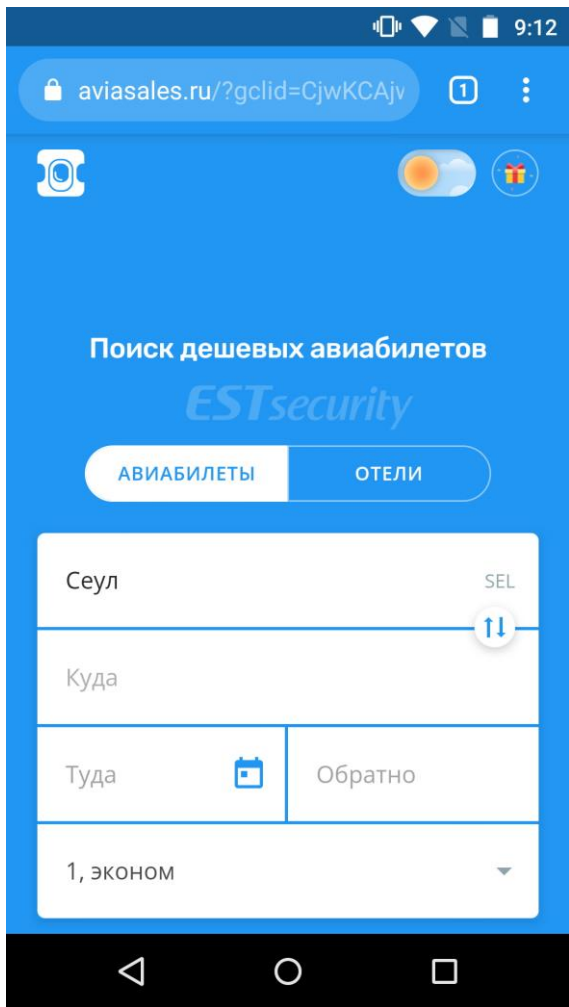 9:12
aviasales.ru/?gclid=CjwKCAjv
1
Поиск дешевых авиабилетов
ESTsecurity
АВИАБИЛЕТЫ
ОТЕЛИ
Сеул
SEL
Куда
Туда
Обратно
1, эконом